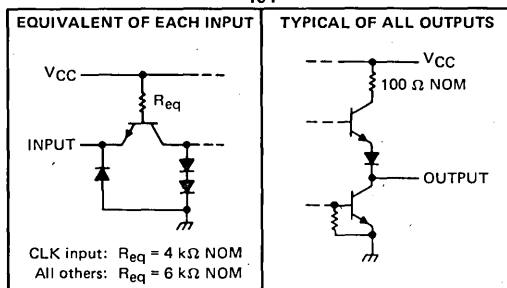 EQUIVALENT OF EACH INPUT
VCC
Req
INPUT
CLK input: Req = 4 kΩ NOM
All others: Req = 6 kΩ NOM
TYPICAL OF ALL OUTPUTS
VCC
100 Ω NOM
OUTPUT